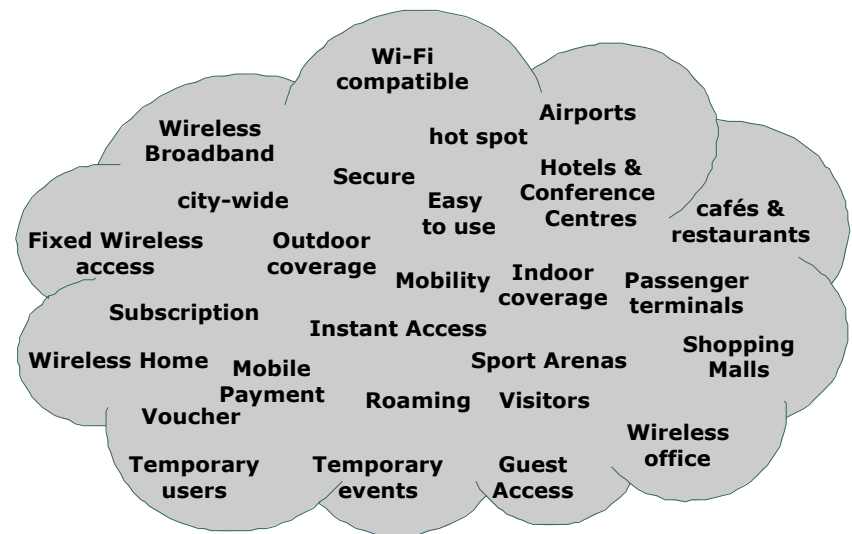 Wi-Fi
compatible
Airports
Wireless
Broadband
hot spot
Secure
Hotels &
Conference
Centres
city-wide
Easy
to use
cafés &
restaurants
Fixed Wireless
access
Outdoor
coverage
Mobility
Indoor
coverage
Passenger
terminals
Subscription
Instant Access
Wireless Home
Mobile
Payment
Sport Arenas
Shopping
Malls
Voucher
Roaming
Visitors
Wireless
office
Temporary
users
Temporary
events
Guest
Access